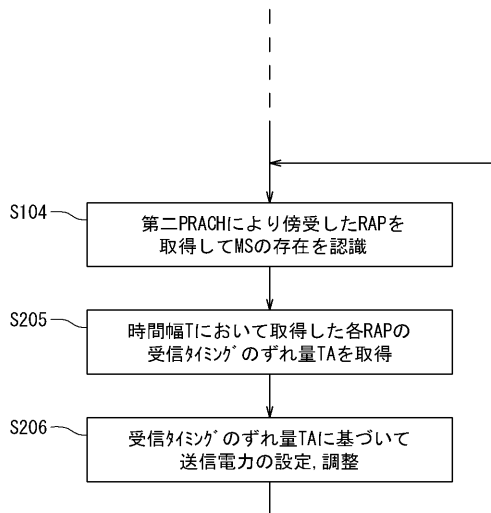 S104
第二PRACHにより傍受したRAPを
取得してMSの存在を認識
S205
時間幅Tにおいて取得した各RAPの
受信ﾀｲﾐﾝｸﾞのずれ量TAを取得
S206
受信ﾀｲﾐﾝｸﾞのずれ量TAに基づいて
送信電力の設定,調整